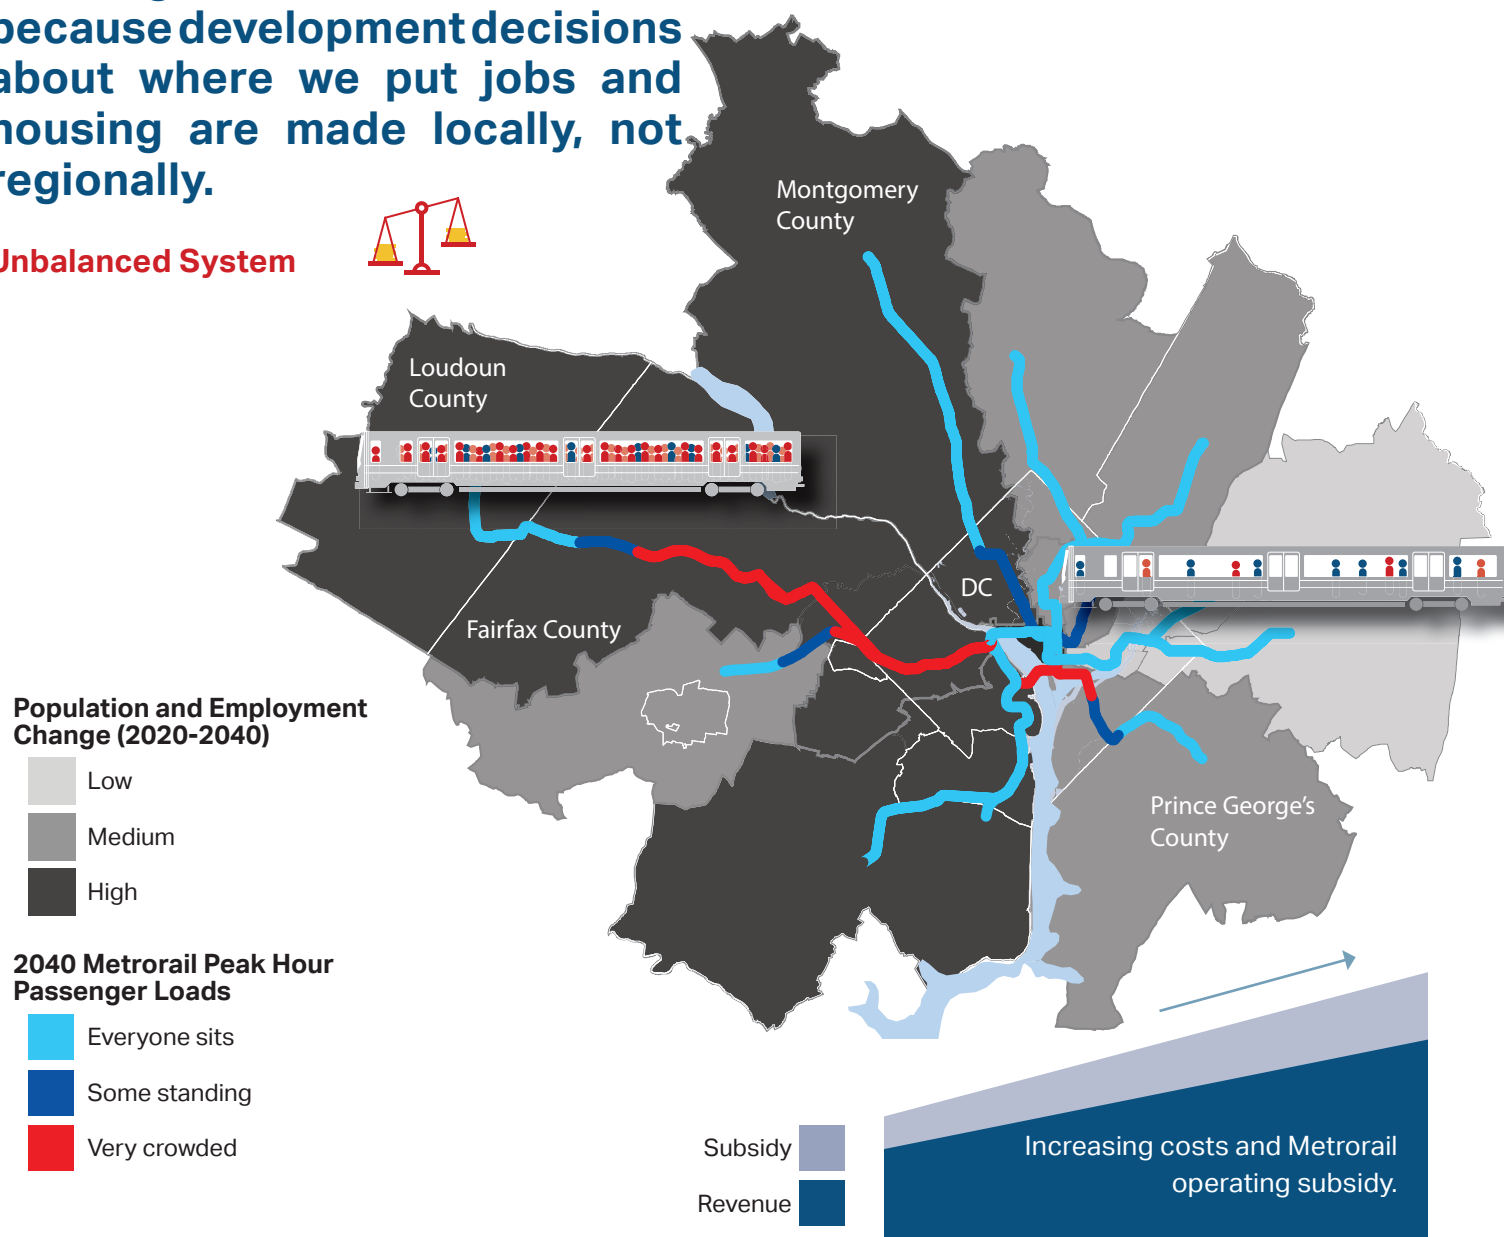 because development decisions
about where we put jobs and
housing are made locally, not
regionally.
Unbalanced System
Montgomery
County
Loudoun
County
DC
Fairfax County
Prince George's
County
Population and Employment
Change (2020-2040)
Low
Medium
High
2040 Metrorail Peak Hour
Passenger Loads
Everyone sits
Some standing
Very crowded
Subsidy
Revenue
Increasing costs and Metrorail
operating subsidy.